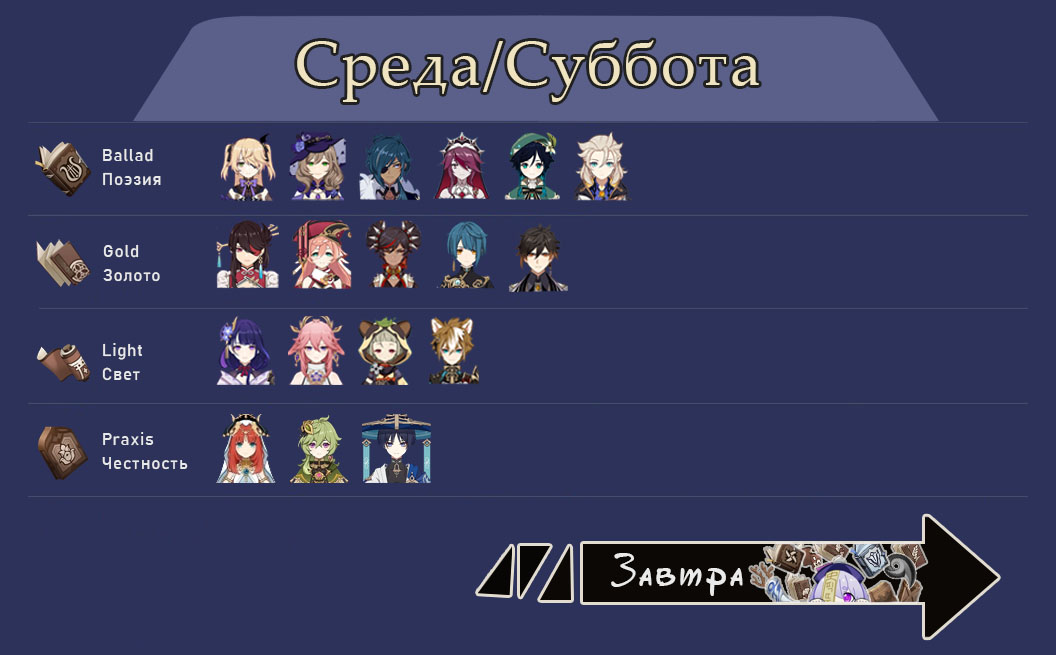 Среда/Суббота
Ballad
Поэзия
Gold
Золото
Light
Свет
Praxis
Честность
Завтра